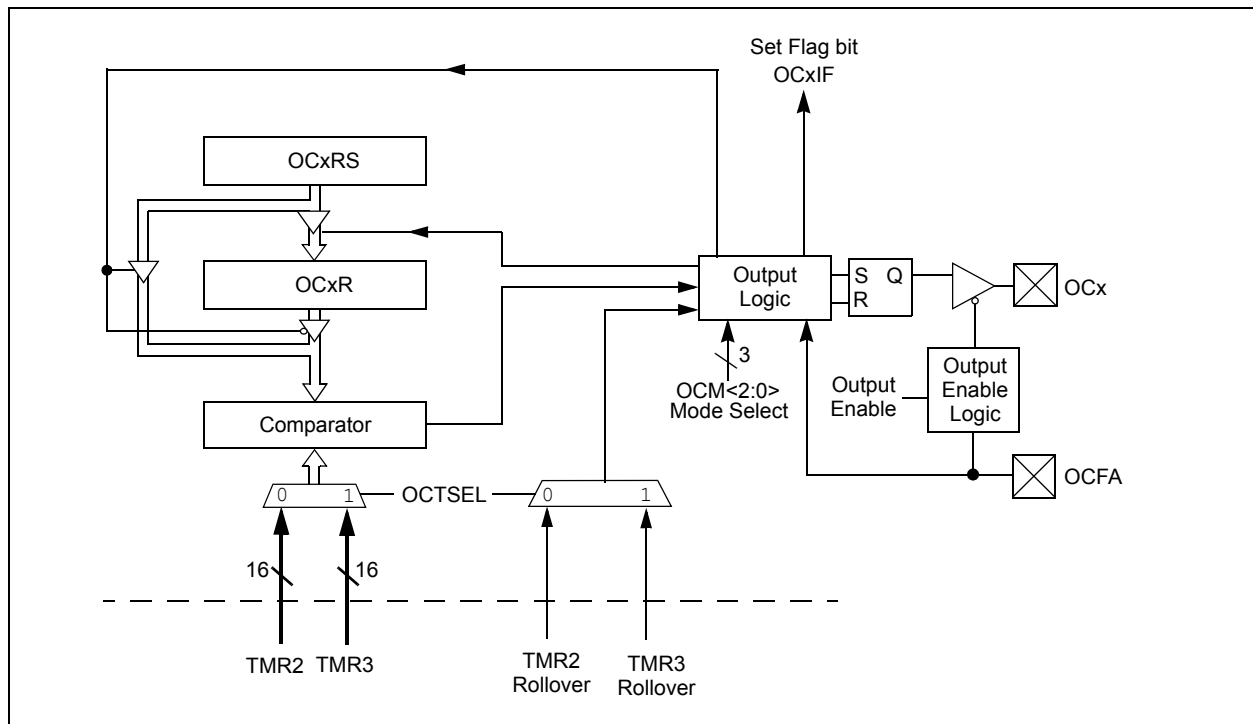 Set Flag bit
OCxIF
OCxRS
OCxR
Output
Logic
S Q
R
OCx
3
OCM<2:0>
Mode Select
Output
Enable
Output
Enable
Logic
Comparator
OCFA
0 1
OCTSEL
0 1
16 16
TMR2 TMR3
TMR2
Rollover
TMR3
Rollover